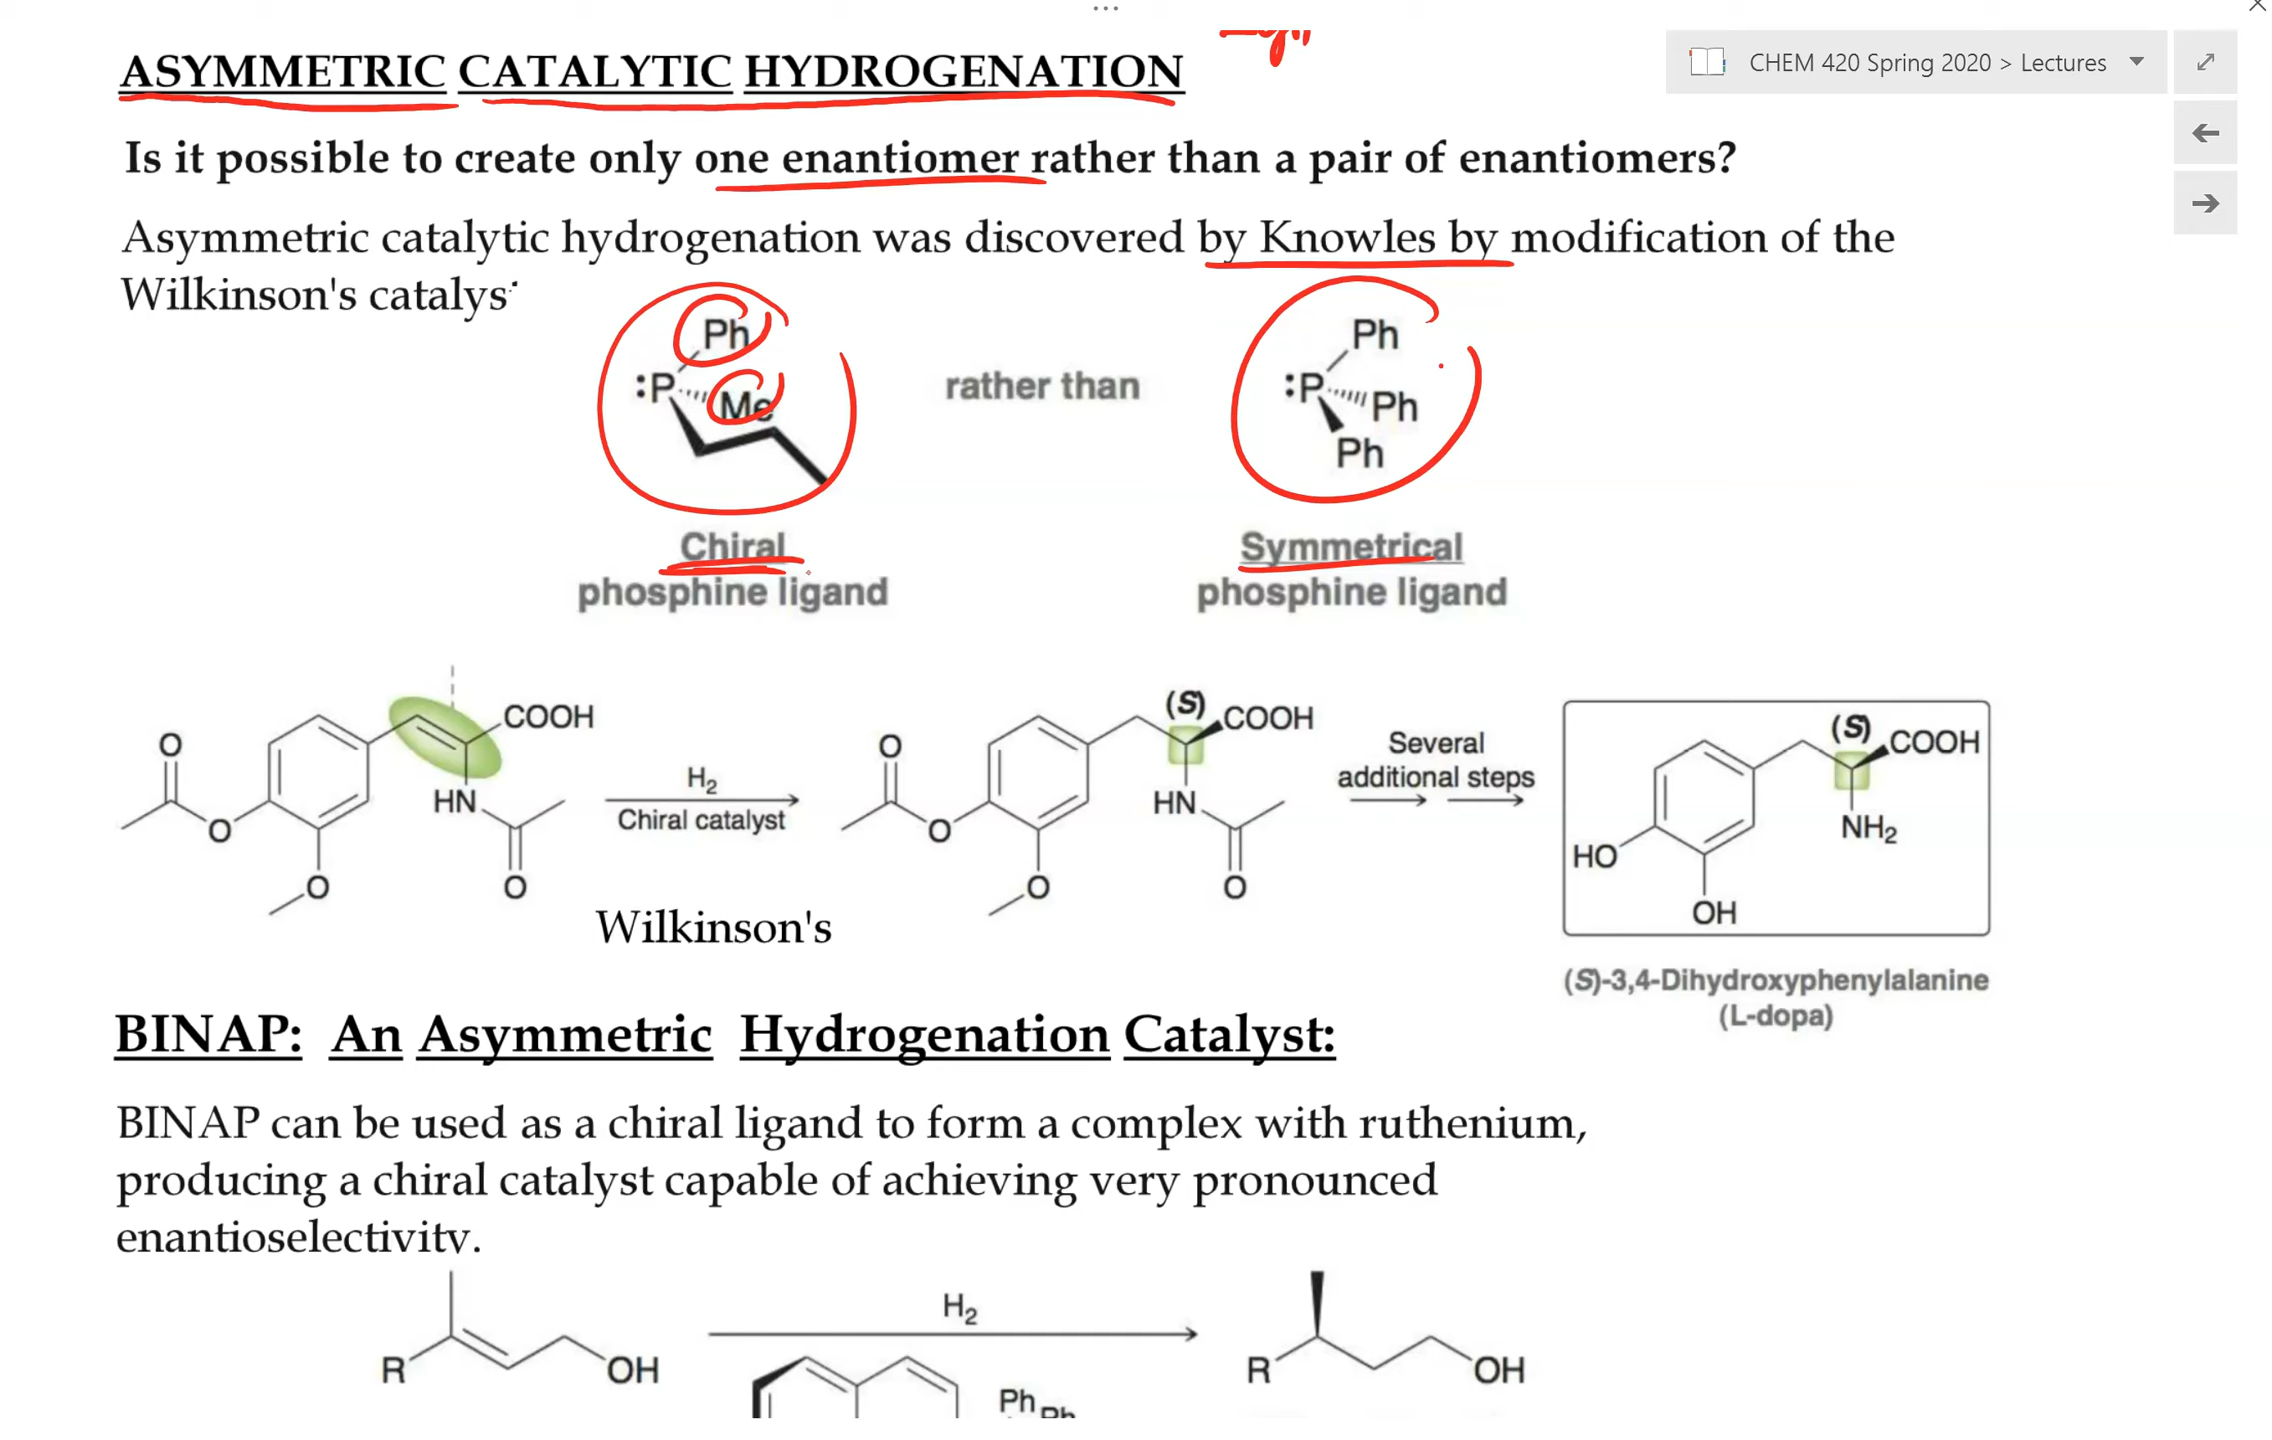 ...
ASYMMETRIC CATALYTIC HYDROGENATION
CHEM 420 Spring 2020 > Lectures
Is it possible to create only one enantiomer rather than a pair of enantiomers?
Asymmetric catalytic hydrogenation was discovered by Knowles by modification of the
Wilkinson's catalys
Ph
:P
Me
rather than
Ph
:P
Ph
Ph
Chiral
phosphine ligand
Symmetrical
phosphine ligand
O
O
O
COOH
HN
O
H2
Chiral catalyst
Wilkinson's
O
O
O
(S)
COOH
HN
O
Several
additional steps
HO
OH
(S)
COOH
NH2
(S)-3,4-Dihydroxyphenylalanine
(L-dopa)
BINAP: An Asymmetric Hydrogenation Catalyst:
BINAP can be used as a chiral ligand to form a complex with ruthenium,
producing a chiral catalyst capable of achieving very pronounced
enantioselectivity.
R
OH
H2
Ph
Ph
R
OH